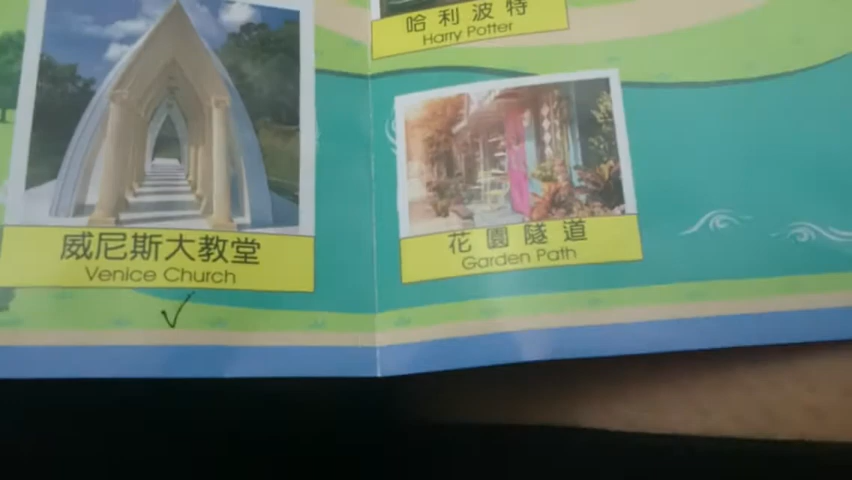 哈利波特
Harry Potter
威尼斯大教堂
Venice Church
花園隧道
Garden Path